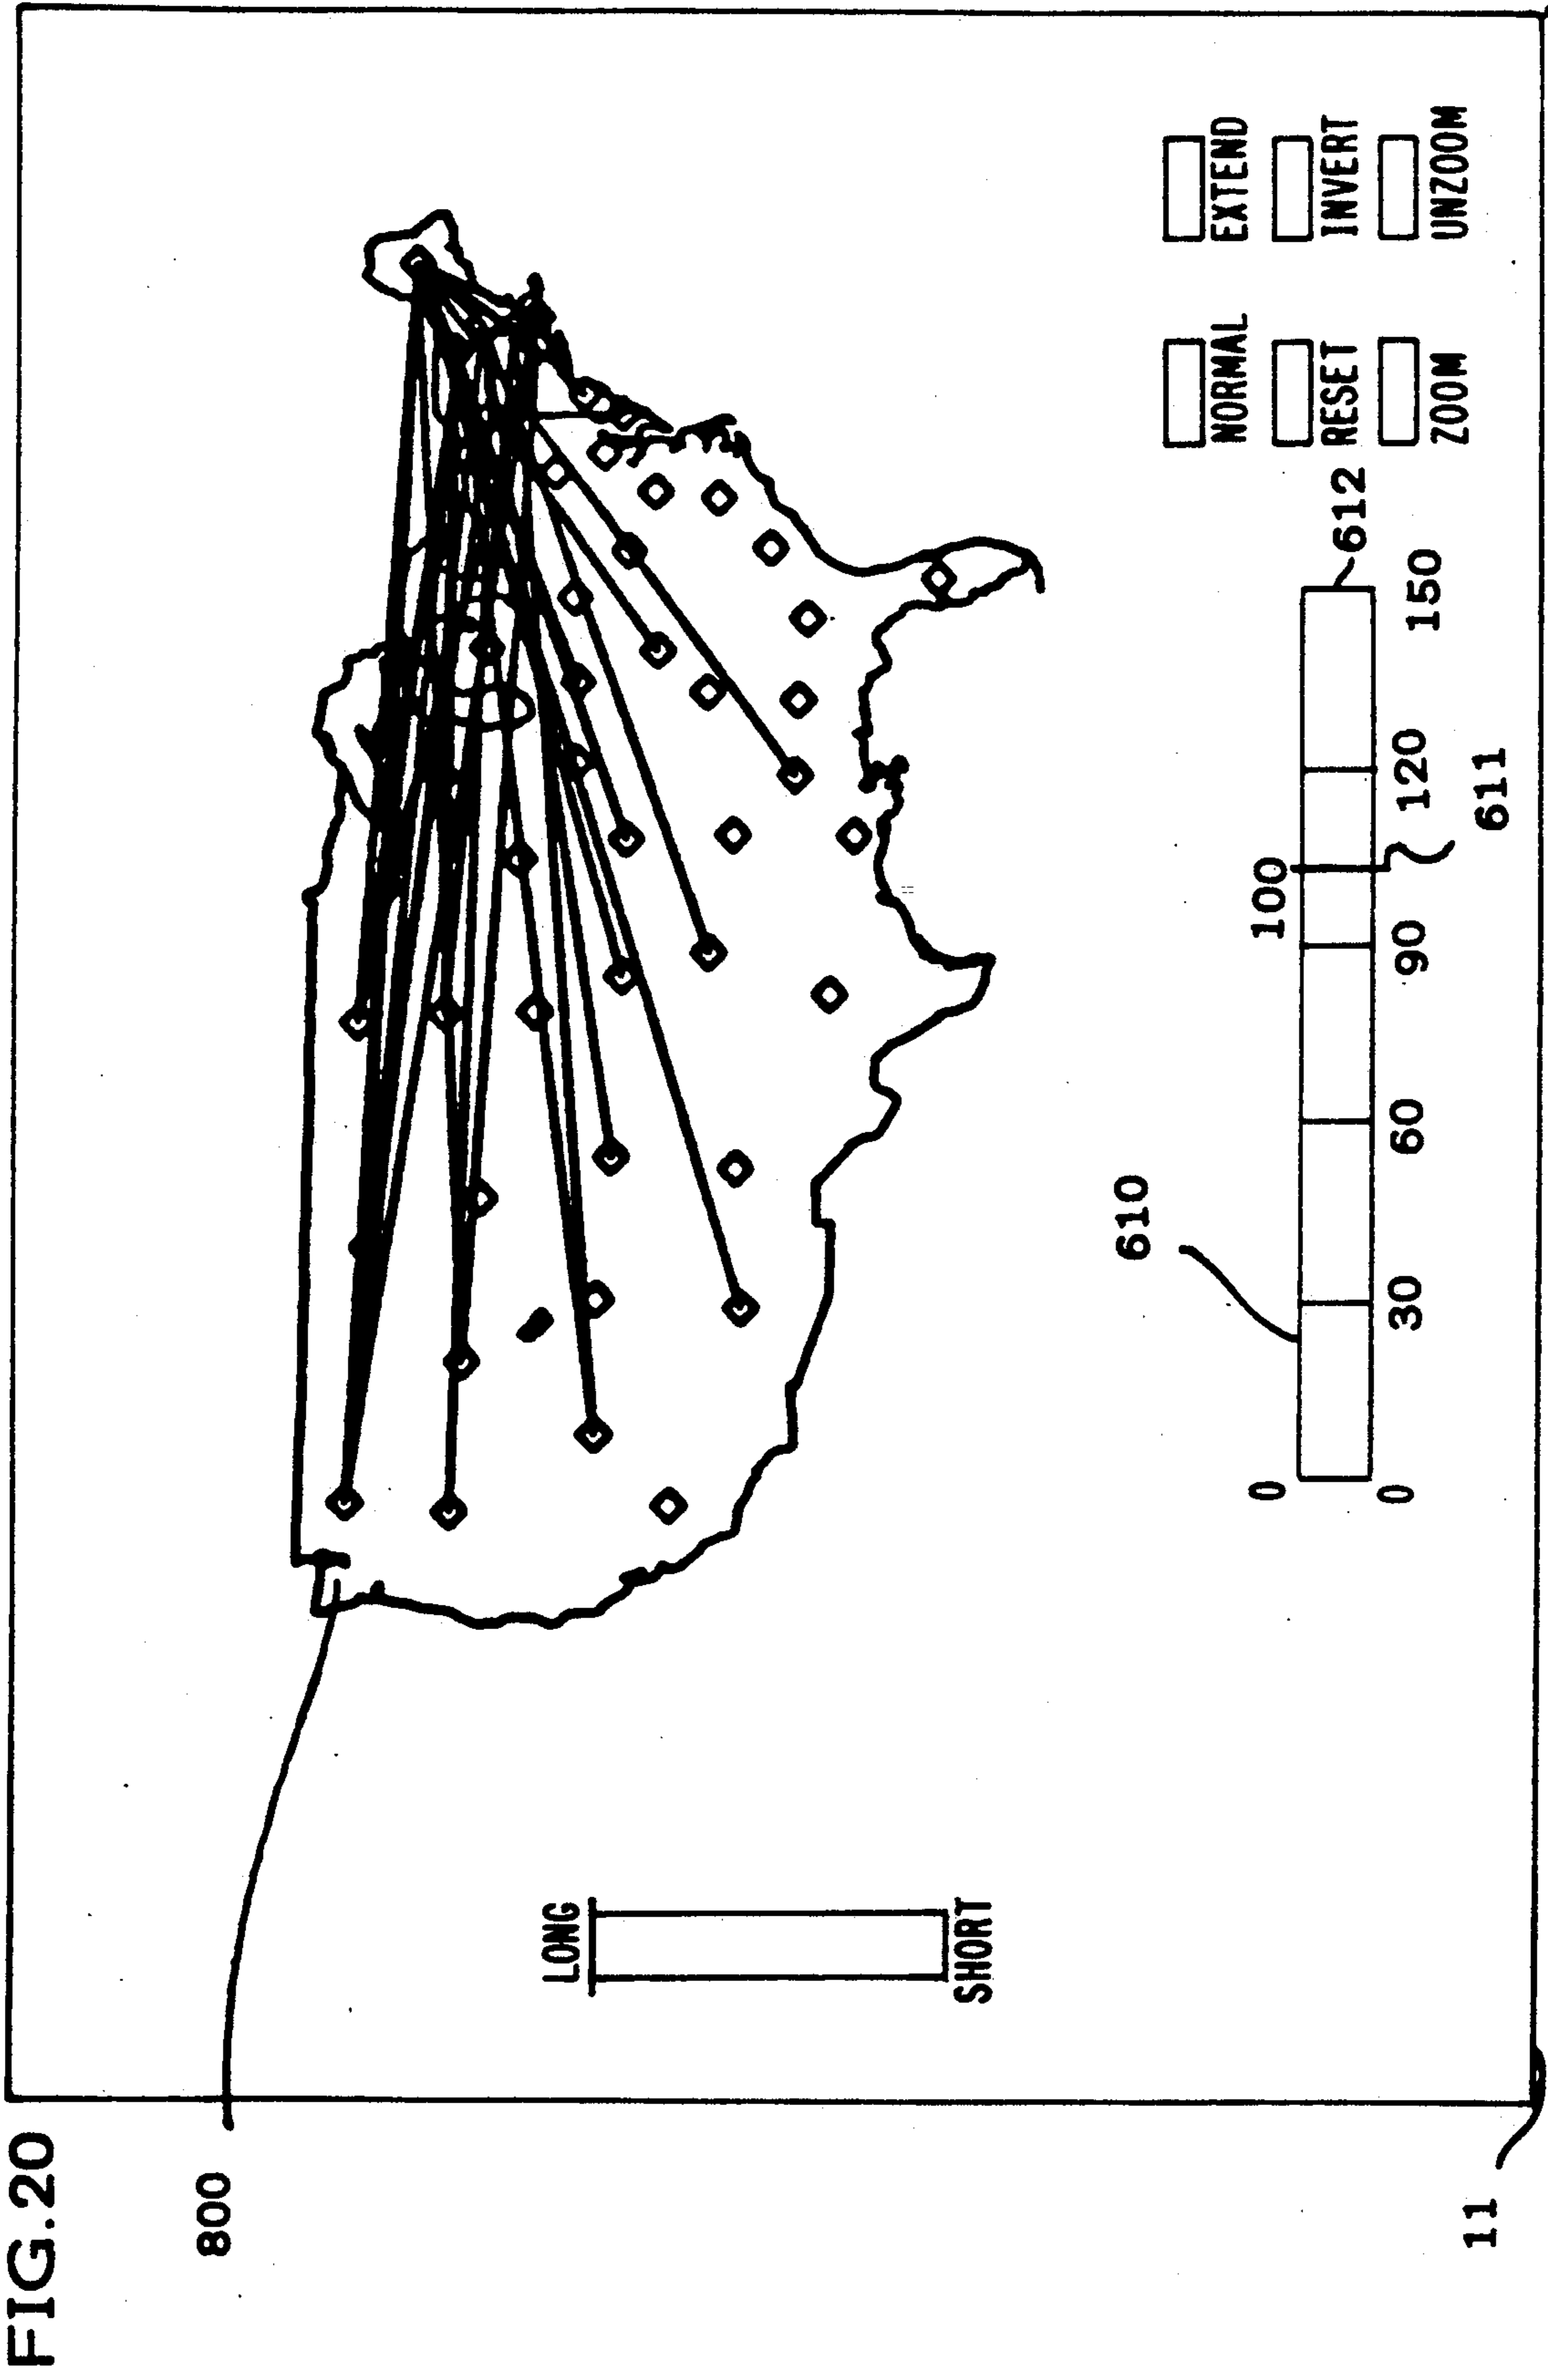 FIG.20
800
LONG
SHORT
610
0
100
612
0
30
60
90
120
150
611
NORMAL
EXTEND
RESET
INVERT
ZOOM
UNZOOM
11